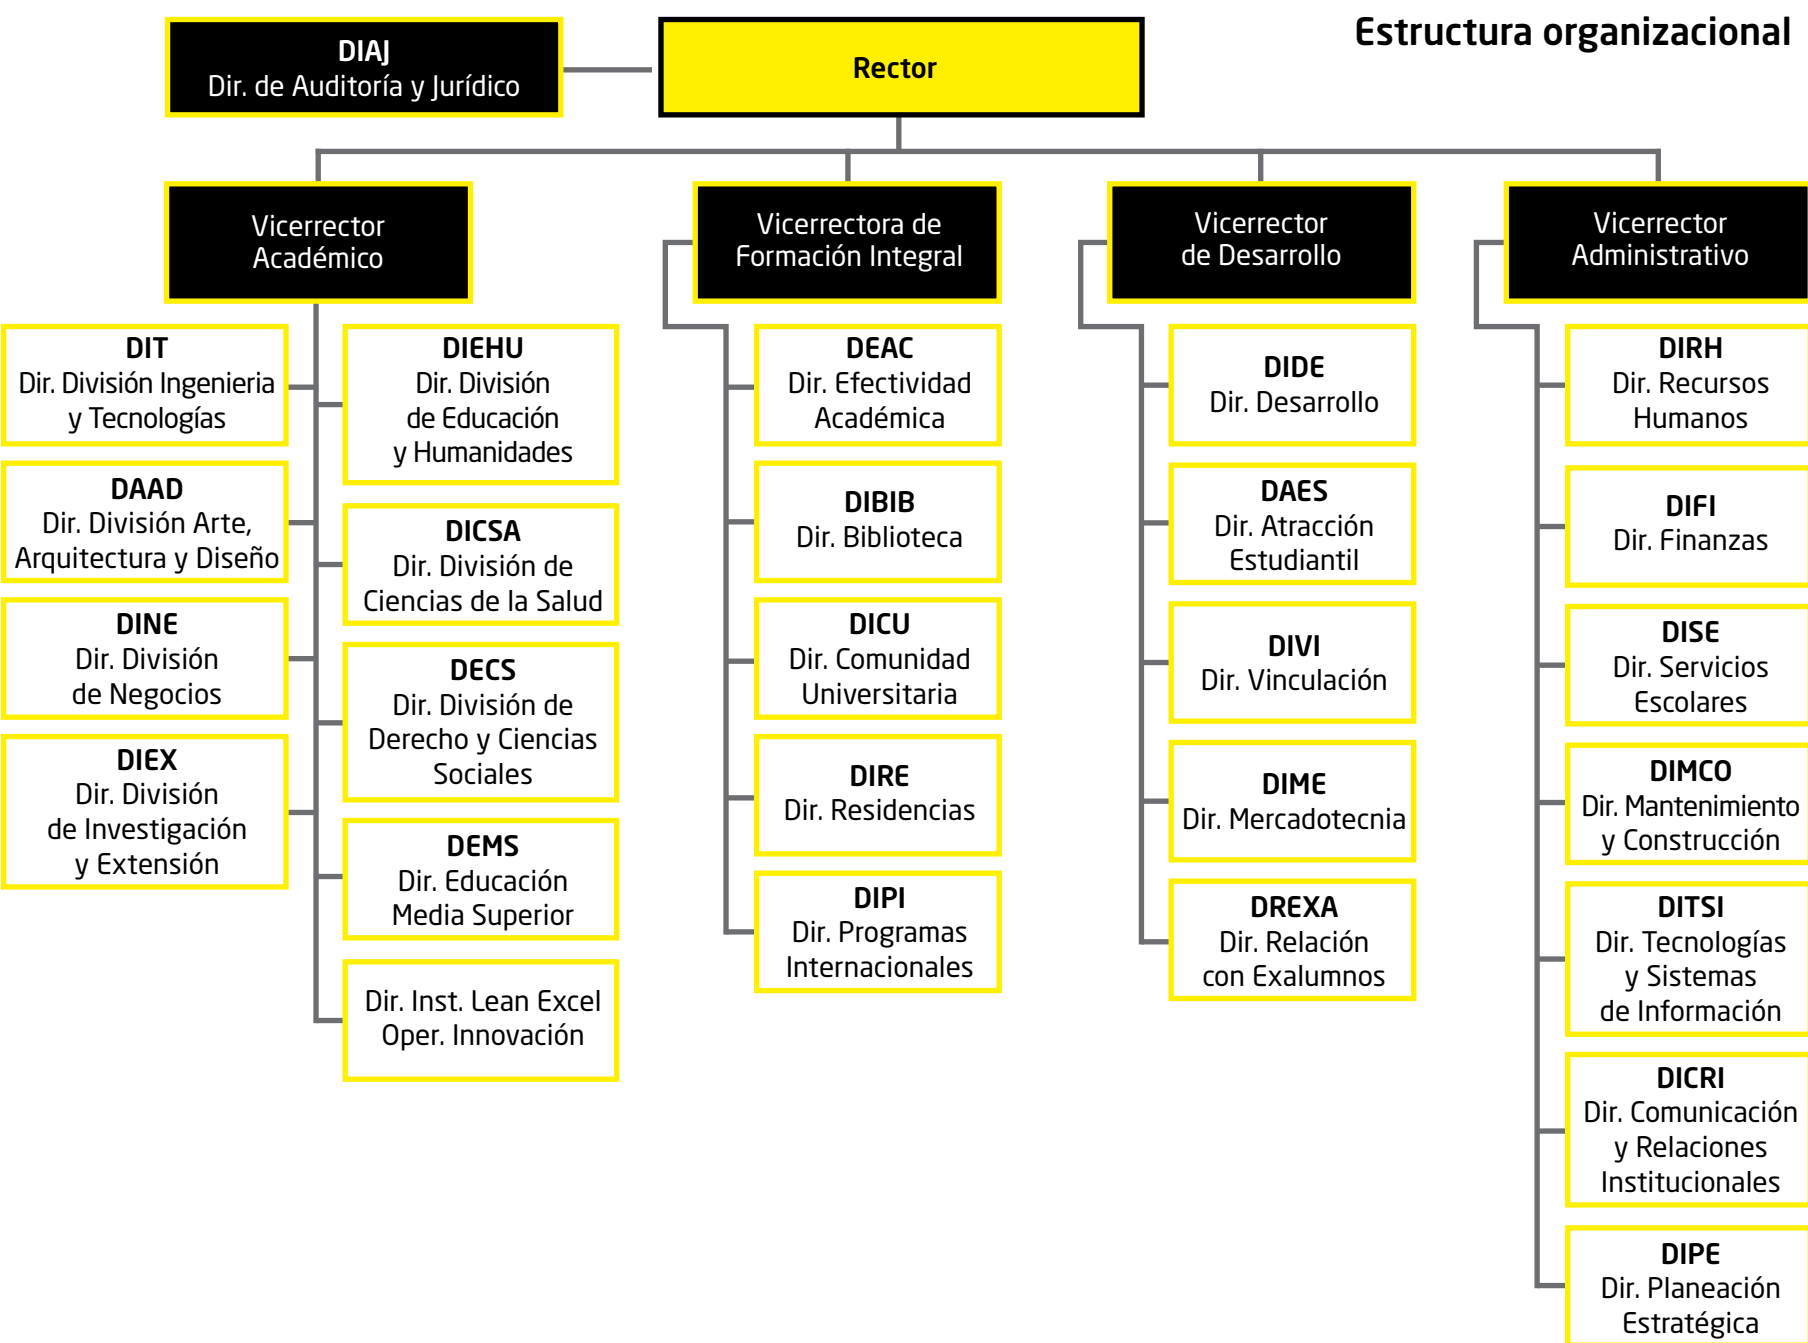 Estructura organizacional
DIAJ
Dir. de Auditoría y Jurídico
Rector
Vicerrector
Académico
DIT
Dir. División Ingenieria
y Tecnologías
DAAD
Dir. División Arte,
Arquitectura y Diseño
DINE
Dir. División
de Negocios
DIEX
Dir. División
de Investigación
y Extensión
DIEHU
Dir. División
de Educación
y Humanidades
DICSA
Dir. División de
Ciencias de la Salud
DECS
Dir. División de
Derecho y Ciencias
Sociales
DEMS
Dir. Educación
Media Superior
Dir. Inst. Lean Excel
Oper. Innovación
Vicerrectora de
Formación Integral
DEAC
Dir. Efectividad
Académica
DIBIB
Dir. Biblioteca
DICU
Dir. Comunidad
Universitaria
DIRE
Dir. Residencias
DIPI
Dir. Programas
Internacionales
Vicerrector
de Desarrollo
DIDE
Dir. Desarrollo
DAES
Dir. Atracción
Estudiantil
DIVI
Dir. Vinculación
DIME
Dir. Mercadotecnia
DREXA
Dir. Relación
con Exalumnos
Vicerrector
Administrativo
DIRH
Dir. Recursos
Humanos
DIFI
Dir. Finanzas
DISE
Dir. Servicios
Escolares
DIMCO
Dir. Mantenimiento
y Construcción
DITSI
Dir. Tecnologías
y Sistemas
de Información
DICRI
Dir. Comunicación
y Relaciones
Institucionales
DIPE
Dir. Planeación
Estratégica